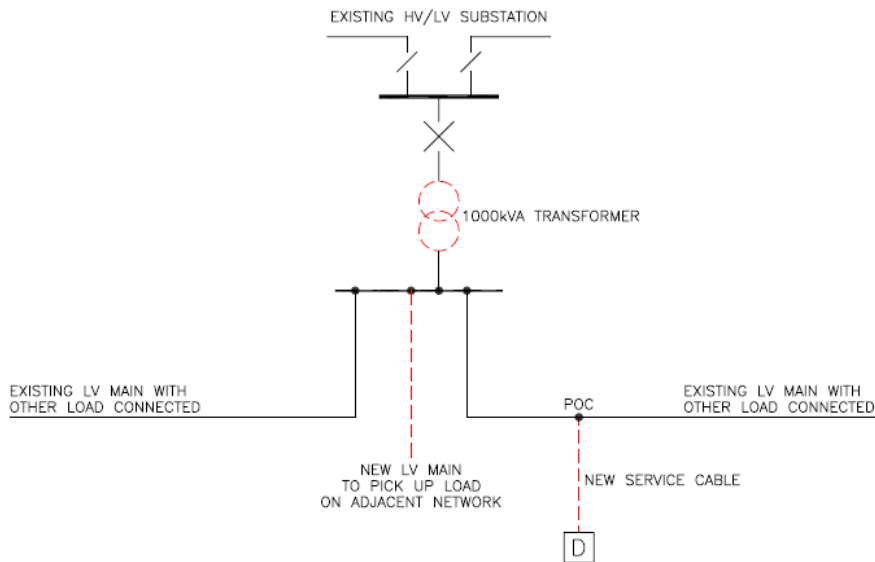 EXISTING HV/LV SUBSTATION
1000kVA TRANSFORMER
EXISTING LV MAIN WITH
OTHER LOAD CONNECTED
POC
EXISTING LV MAIN WITH
OTHER LOAD CONNECTED
NEW LV MAIN
TO PICK UP LOAD
ON ADJACENT NETWORK
NEW SERVICE CABLE
D